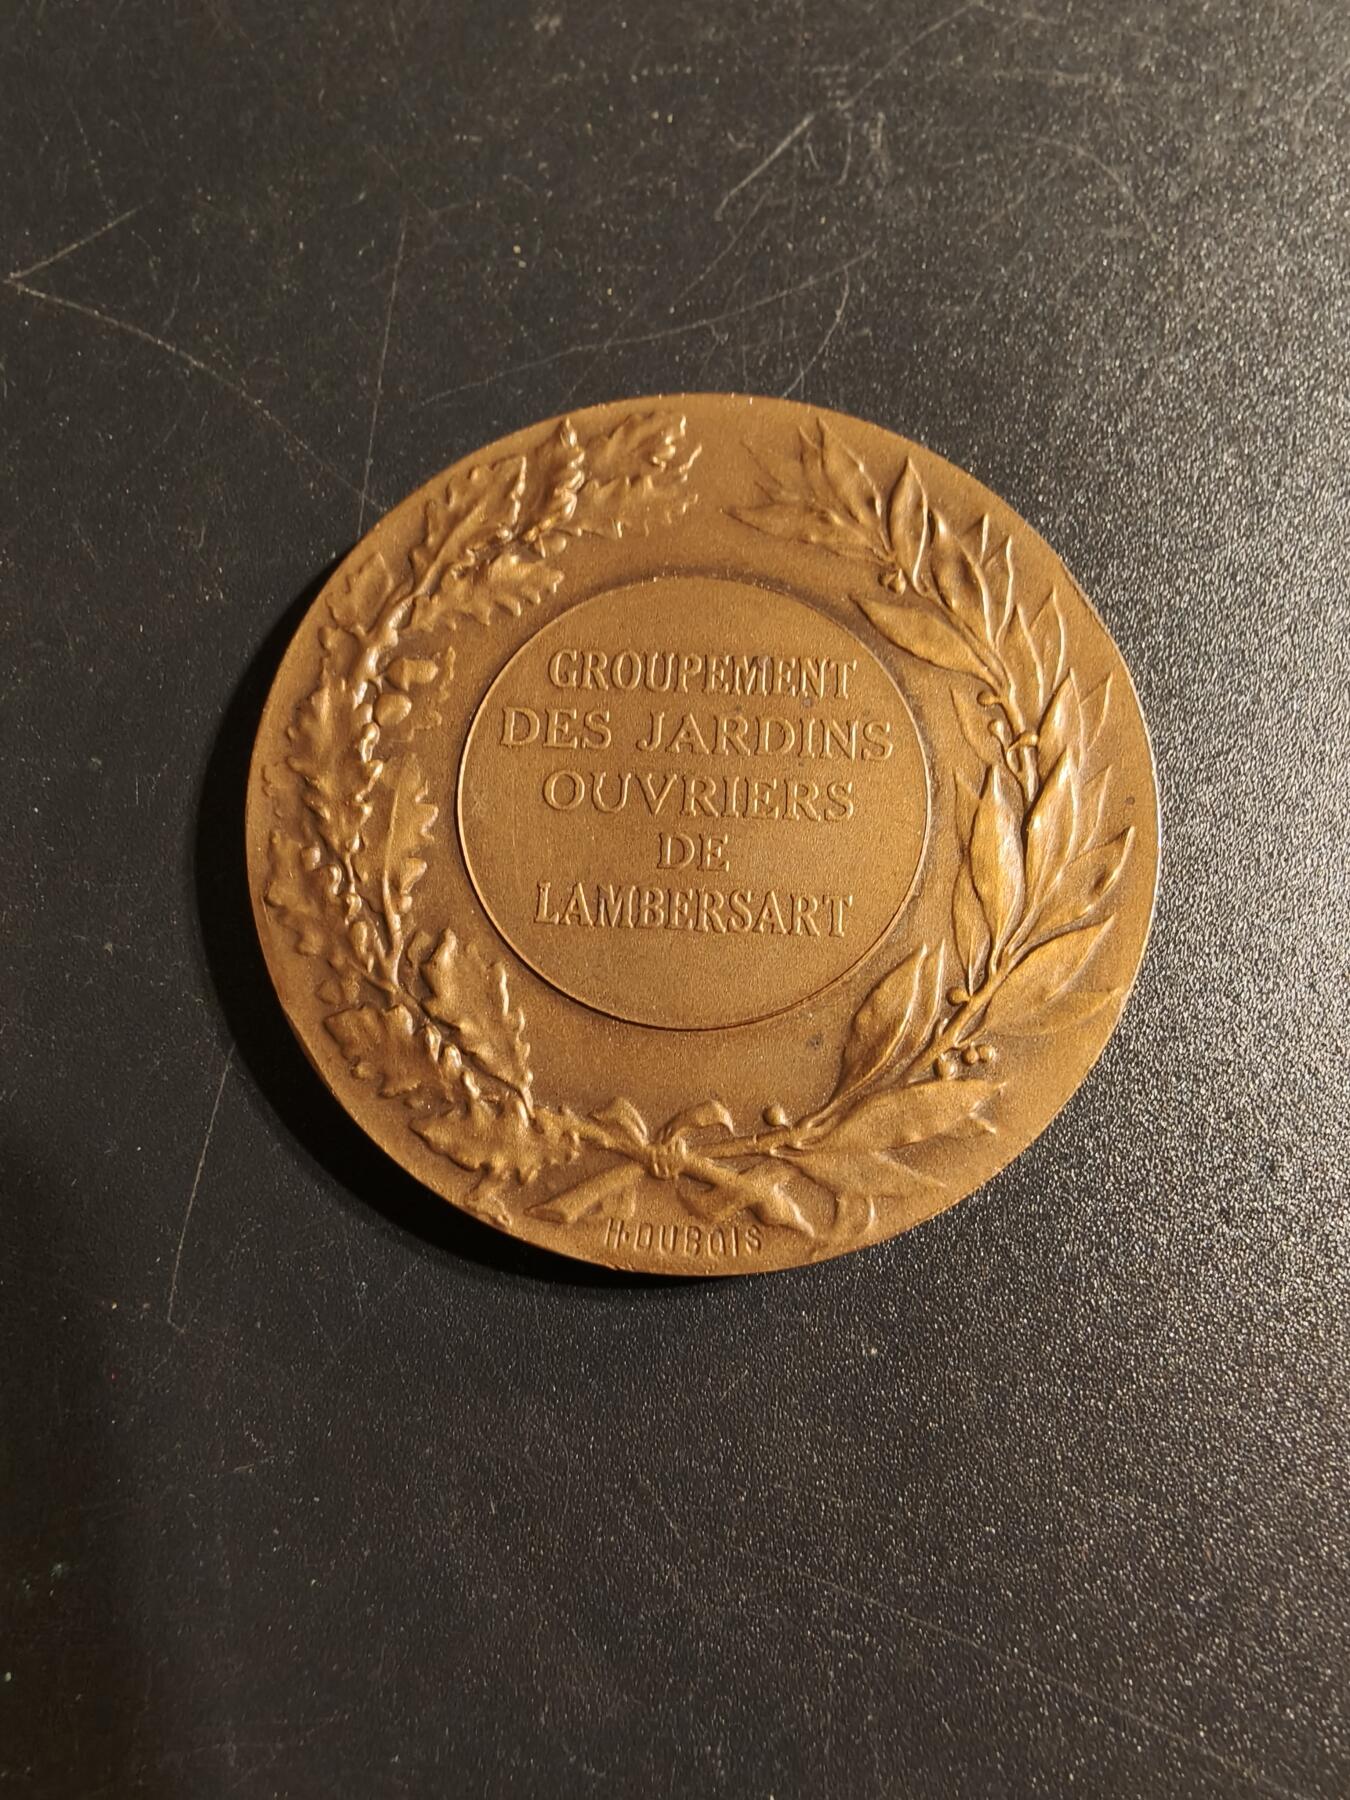 GROUPEMENT
DES JARDINS
OUVRIERS
DE
LAMBERSART
H·DUBOIS